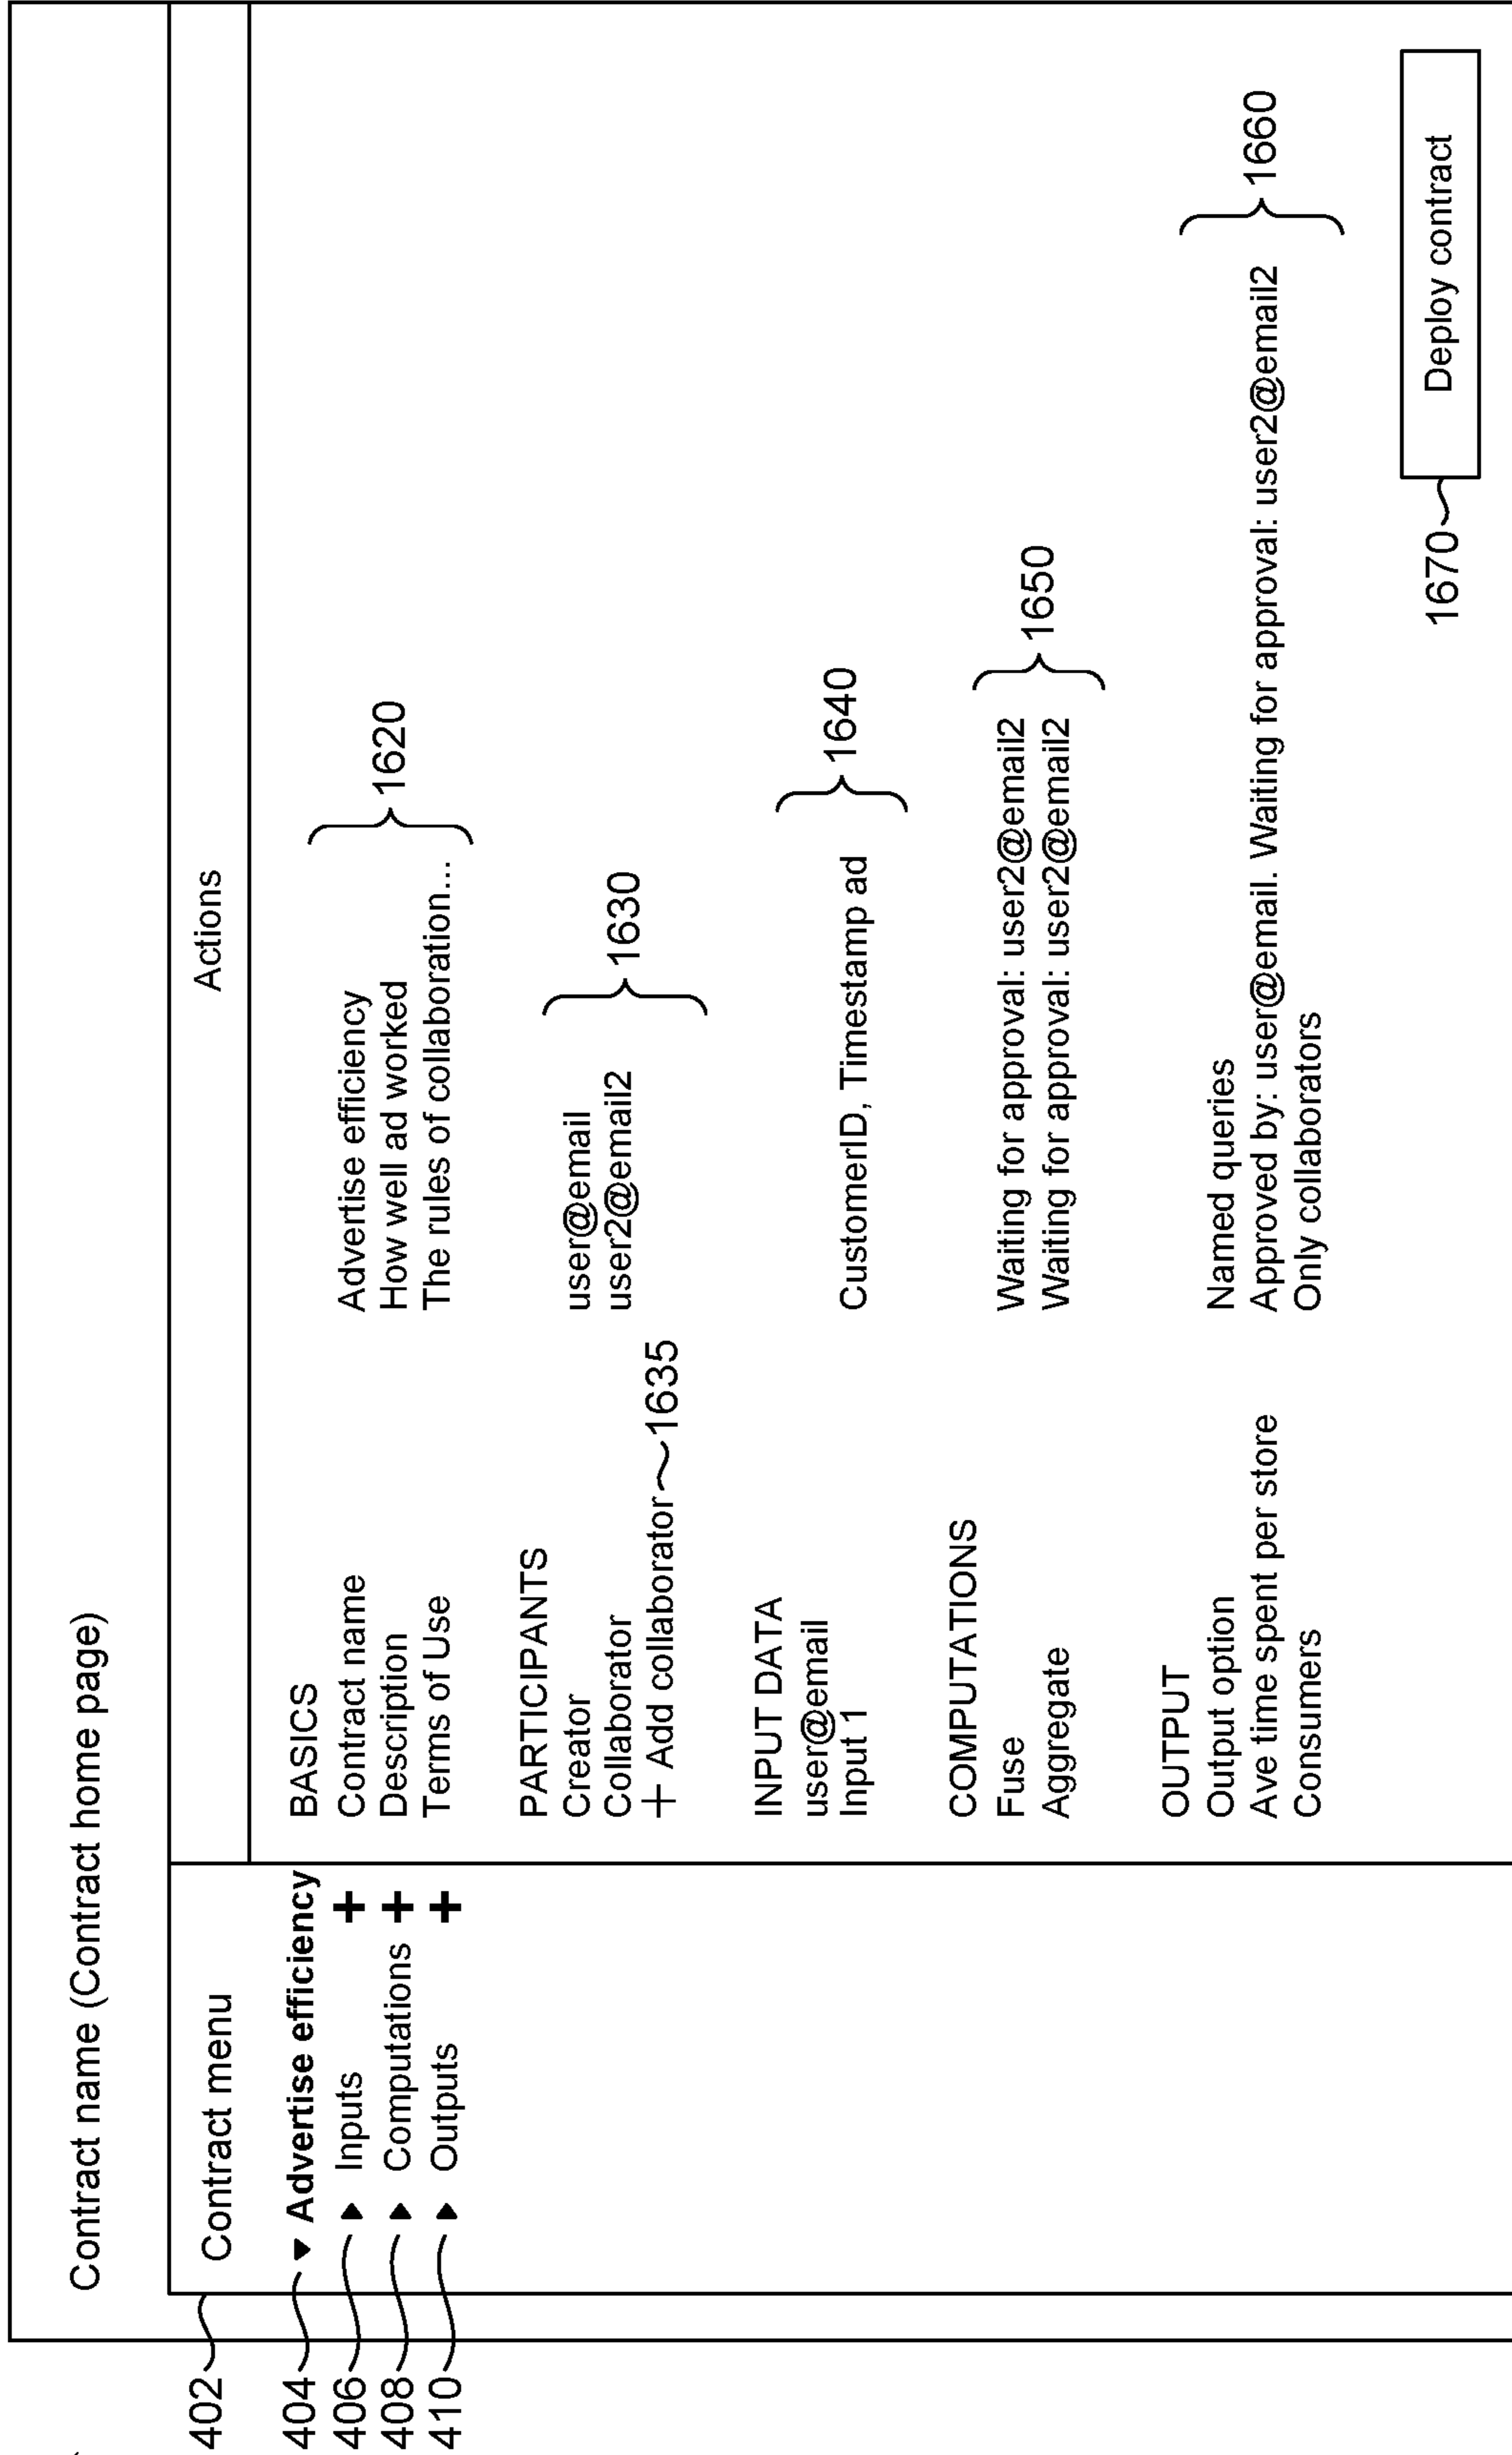 Contract name (Contract home page)
402
Contract menu
Actions
404
Advertise efficiency
406
Inputs +
408
Computations +
410
Outputs +
BASICS
Contract name Advertise efficiency
Description How well ad worked
Terms of Use The rules of collaboration...
1620
PARTICIPANTS
Creator user@email
Collaborator user2@email2
+ Add collaborator 1635
1630
INPUT DATA
user@email
Input 1 CustomerID, Timestamp ad
1640
COMPUTATIONS
Fuse Waiting for approval: user2@email2
Aggregate Waiting for approval: user2@email2
1650
OUTPUT
Output option Named queries
Ave time spent per store Approved by: user@email. Waiting for approval: user2@email2
Consumers Only collaborators
1660
1670
Deploy contract